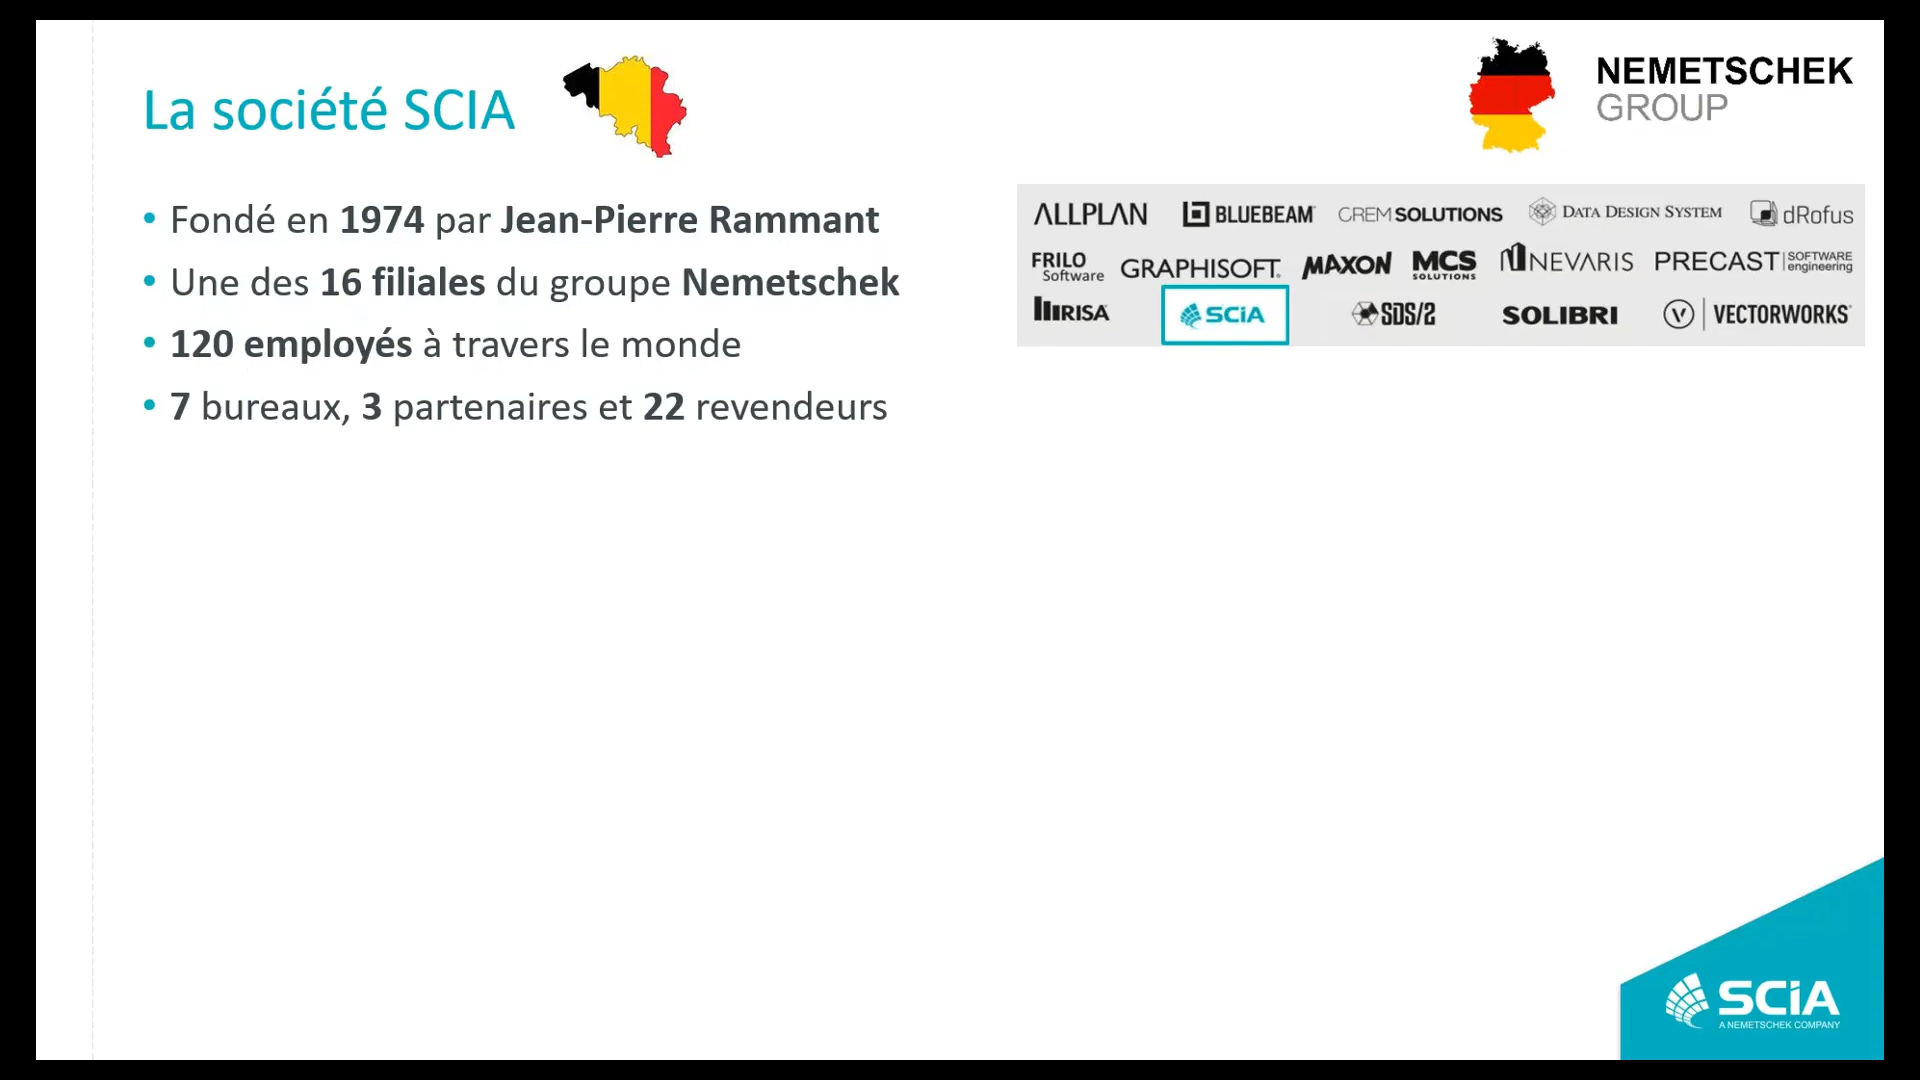 La société SCIA
NEMETSCHEK
GROUP
• Fondé en 1974 par Jean-Pierre Rammant
• Une des 16 filiales du groupe Nemetschek
• 120 employés à travers le monde
• 7 bureaux, 3 partenaires et 22 revendeurs
ALLPLAN BLUEBEAM CREM SOLUTIONS DATA DESIGN SYSTEM dRofus
FRILO Software GRAPHISOFT. MAXON MCS SOLUTIONS NEVARIS PRECAST SOFTWARE engineering
RISA SCiA SDS/2 SOLIBRI V VECTORWORKS
SCiA
A NEMETSCHEK COMPANY